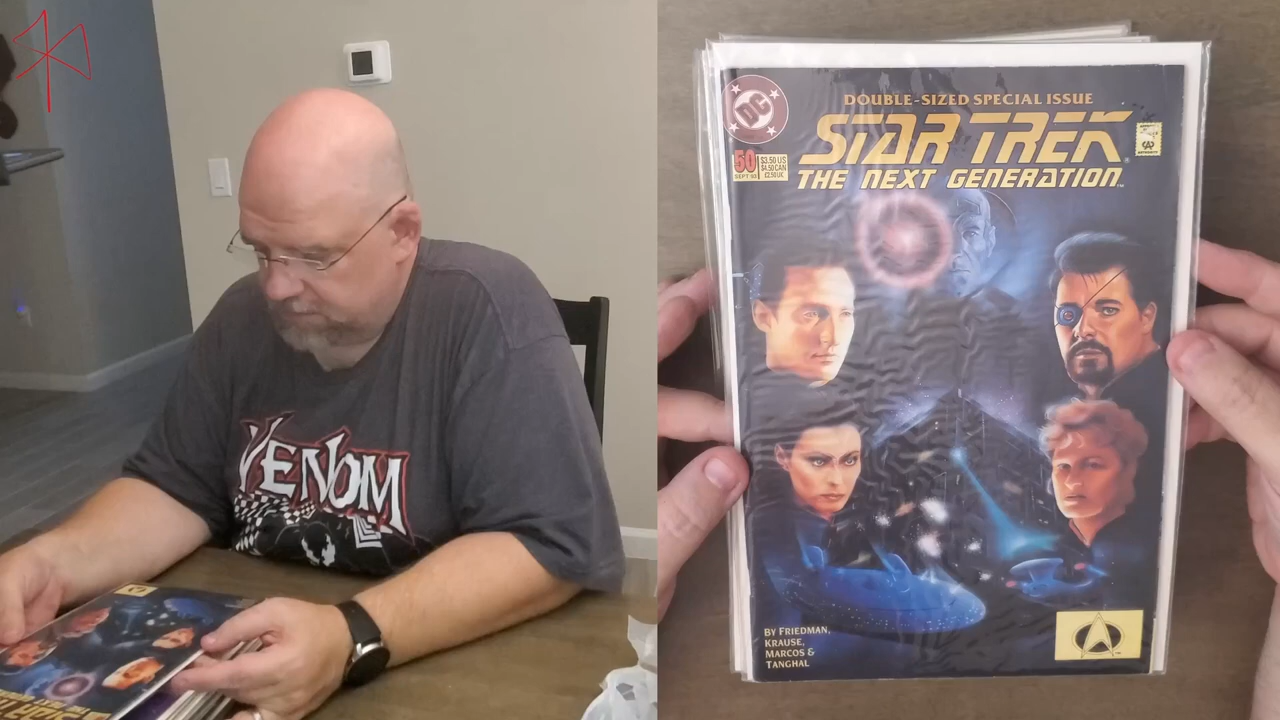 VENOM
DC
DOUBLE-SIZED SPECIAL ISSUE
STAR TREK
THE NEXT GENERATION
50
SEPT 93
$3.50 US
$4.50 CAN
£2.50 UK
BY FRIEDMAN,
KRAUSE,
MARCOS &
TANGHAL